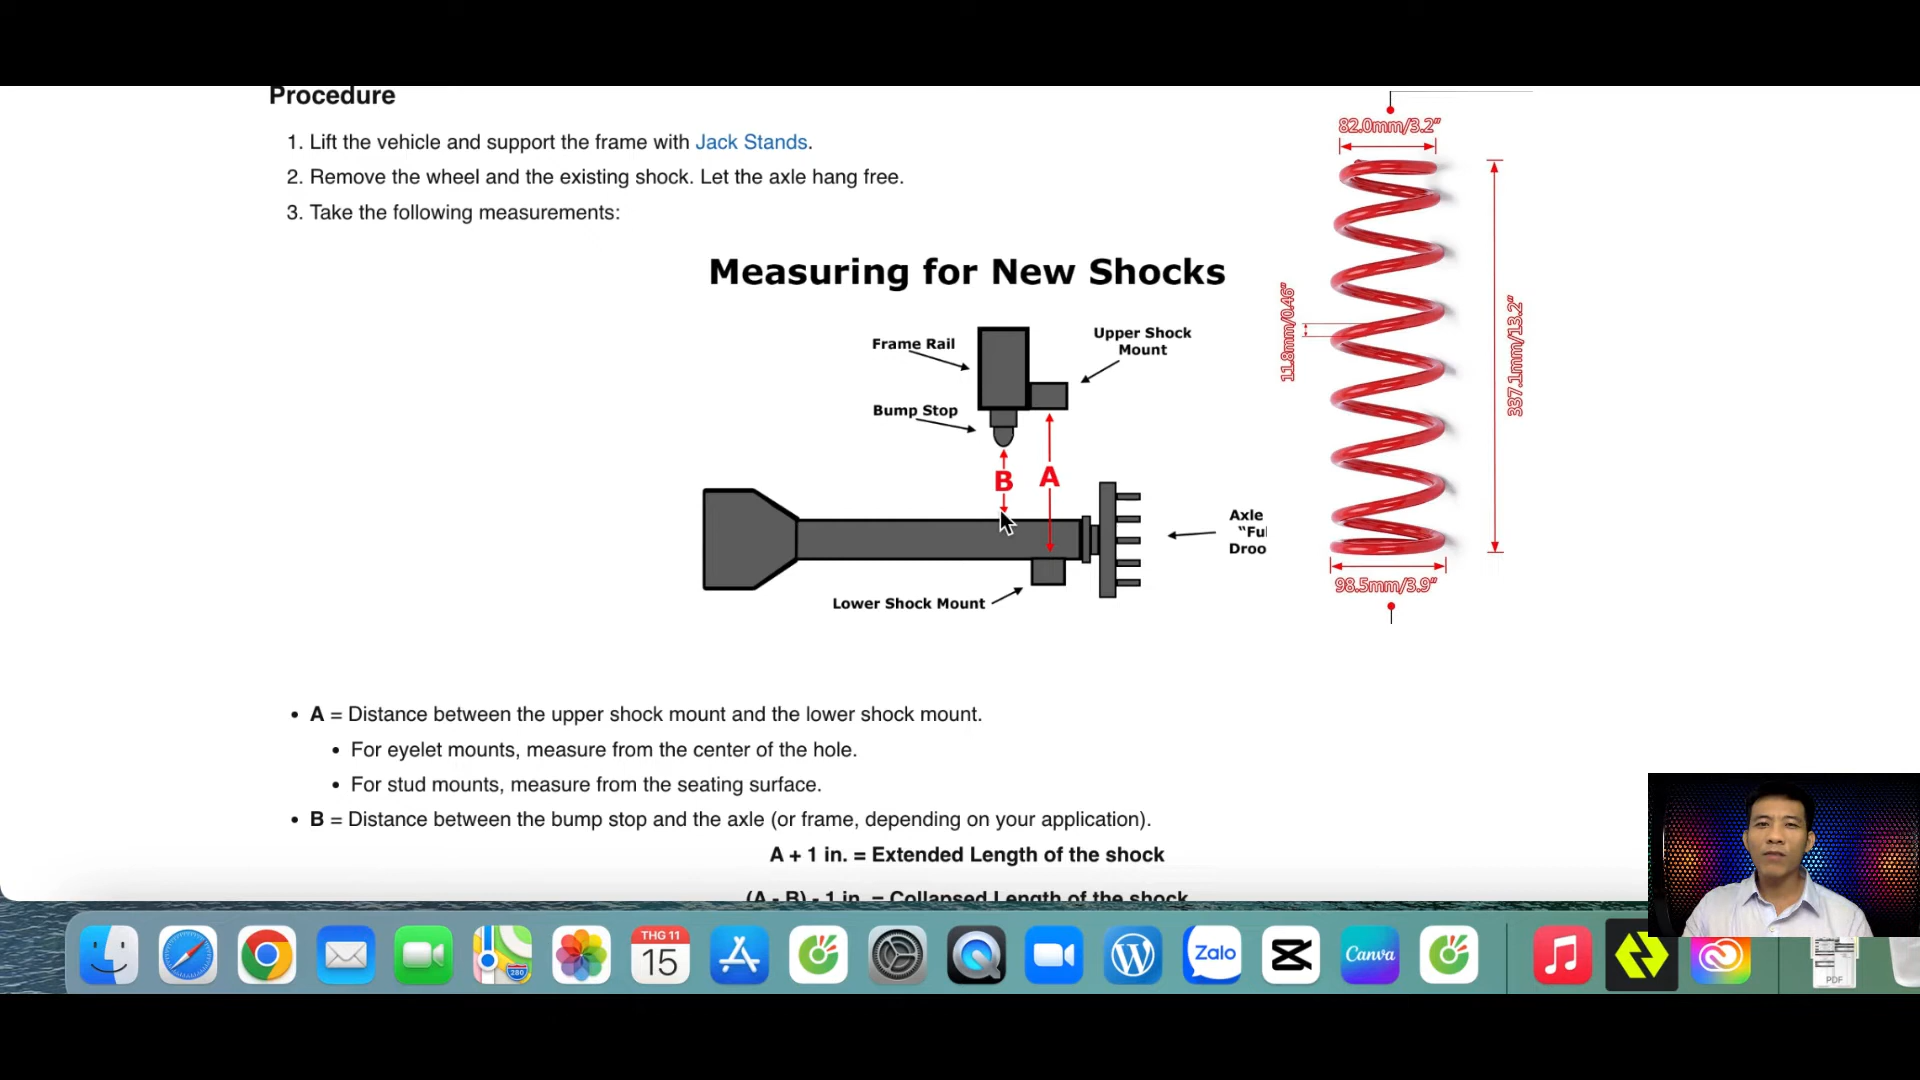 Procedure
1. Lift the vehicle and support the frame with Jack Stands.
2. Remove the wheel and the existing shock. Let the axle hang free.
3. Take the following measurements:
Measuring for New Shocks
Frame Rail
Upper Shock
Mount
Bump Stop
B
A
Axle
"Ful
Droo
Lower Shock Mount
82.0mm/3.2"
11.8mm/0.46"
337.1mm/13.2"
98.5mm/3.9"
• A = Distance between the upper shock mount and the lower shock mount.
• For eyelet mounts, measure from the center of the hole.
• For stud mounts, measure from the seating surface.
• B = Distance between the bump stop and the axle (or frame, depending on your application).
A + 1 in. = Extended Length of the shock
(A - B) - 1 in. = Collapsed Length of the shock
280
THG 11
15
Zalo
Canva
PDF